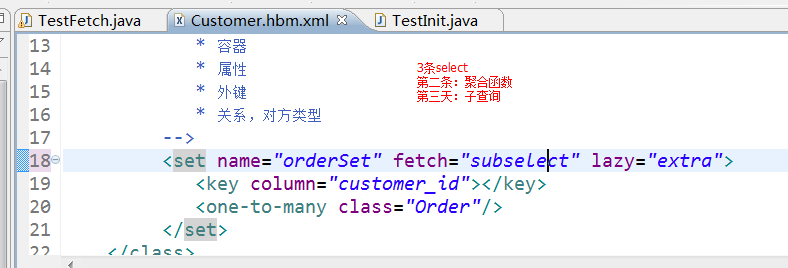 TestFetch.java Customer.hbm.xml TestInit.java
13 * 容器
14 * 属性
15 * 外键
16 * 关系，对方类型
3条select
第二条：聚合函数
第三天：子查询
17 -->
18 <set name="orderSet" fetch="subselect" lazy="extra">
19 <key column="customer_id"></key>
20 <one-to-many class="Order"/>
21 </set>
22 </class>